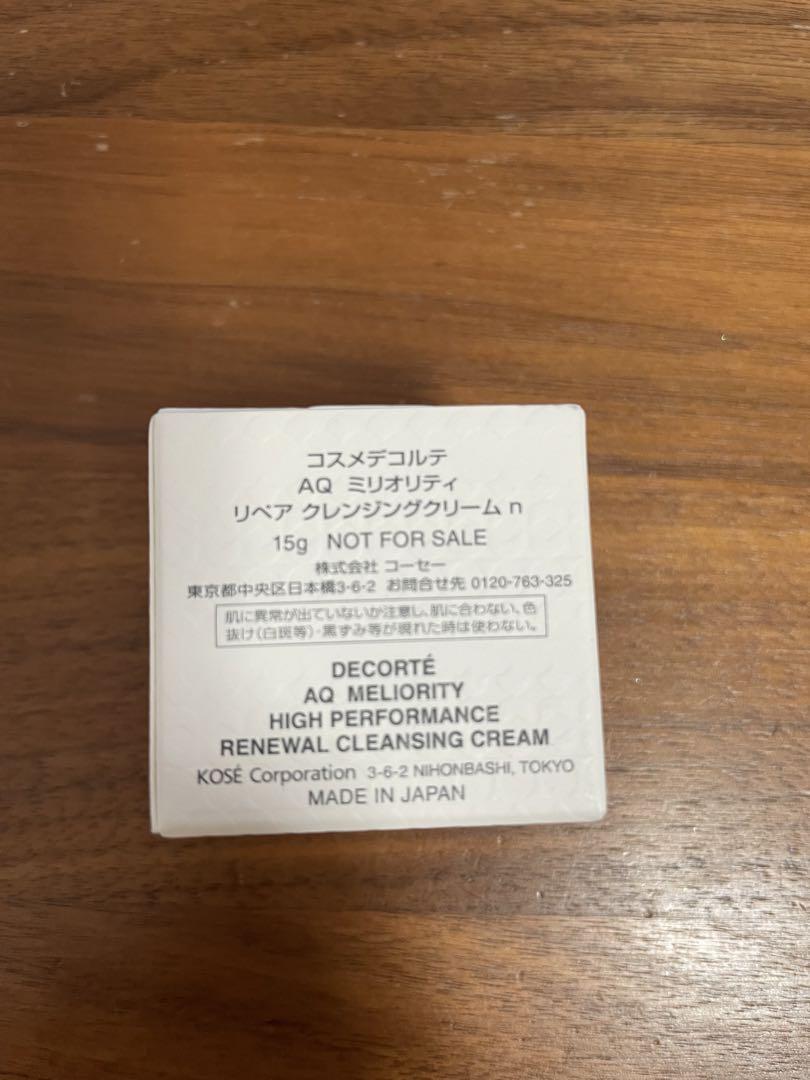 コスメデコルテ
AQ ミリオリティ
リペア クレンジングクリーム n
15g NOT FOR SALE
株式会社 コーセー
東京都中央区日本橋3-6-2 お問合せ先 0120-763-325
肌に異常が出ていないか注意し、肌に合わない、色
抜け(白斑等)・黒ずみ等が現れた時は使わない。
DECORTÉ
AQ MELIORITY
HIGH PERFORMANCE
RENEWAL CLEANSING CREAM
KOSÉ Corporation 3-6-2 NIHONBASHI, TOKYO
MADE IN JAPAN